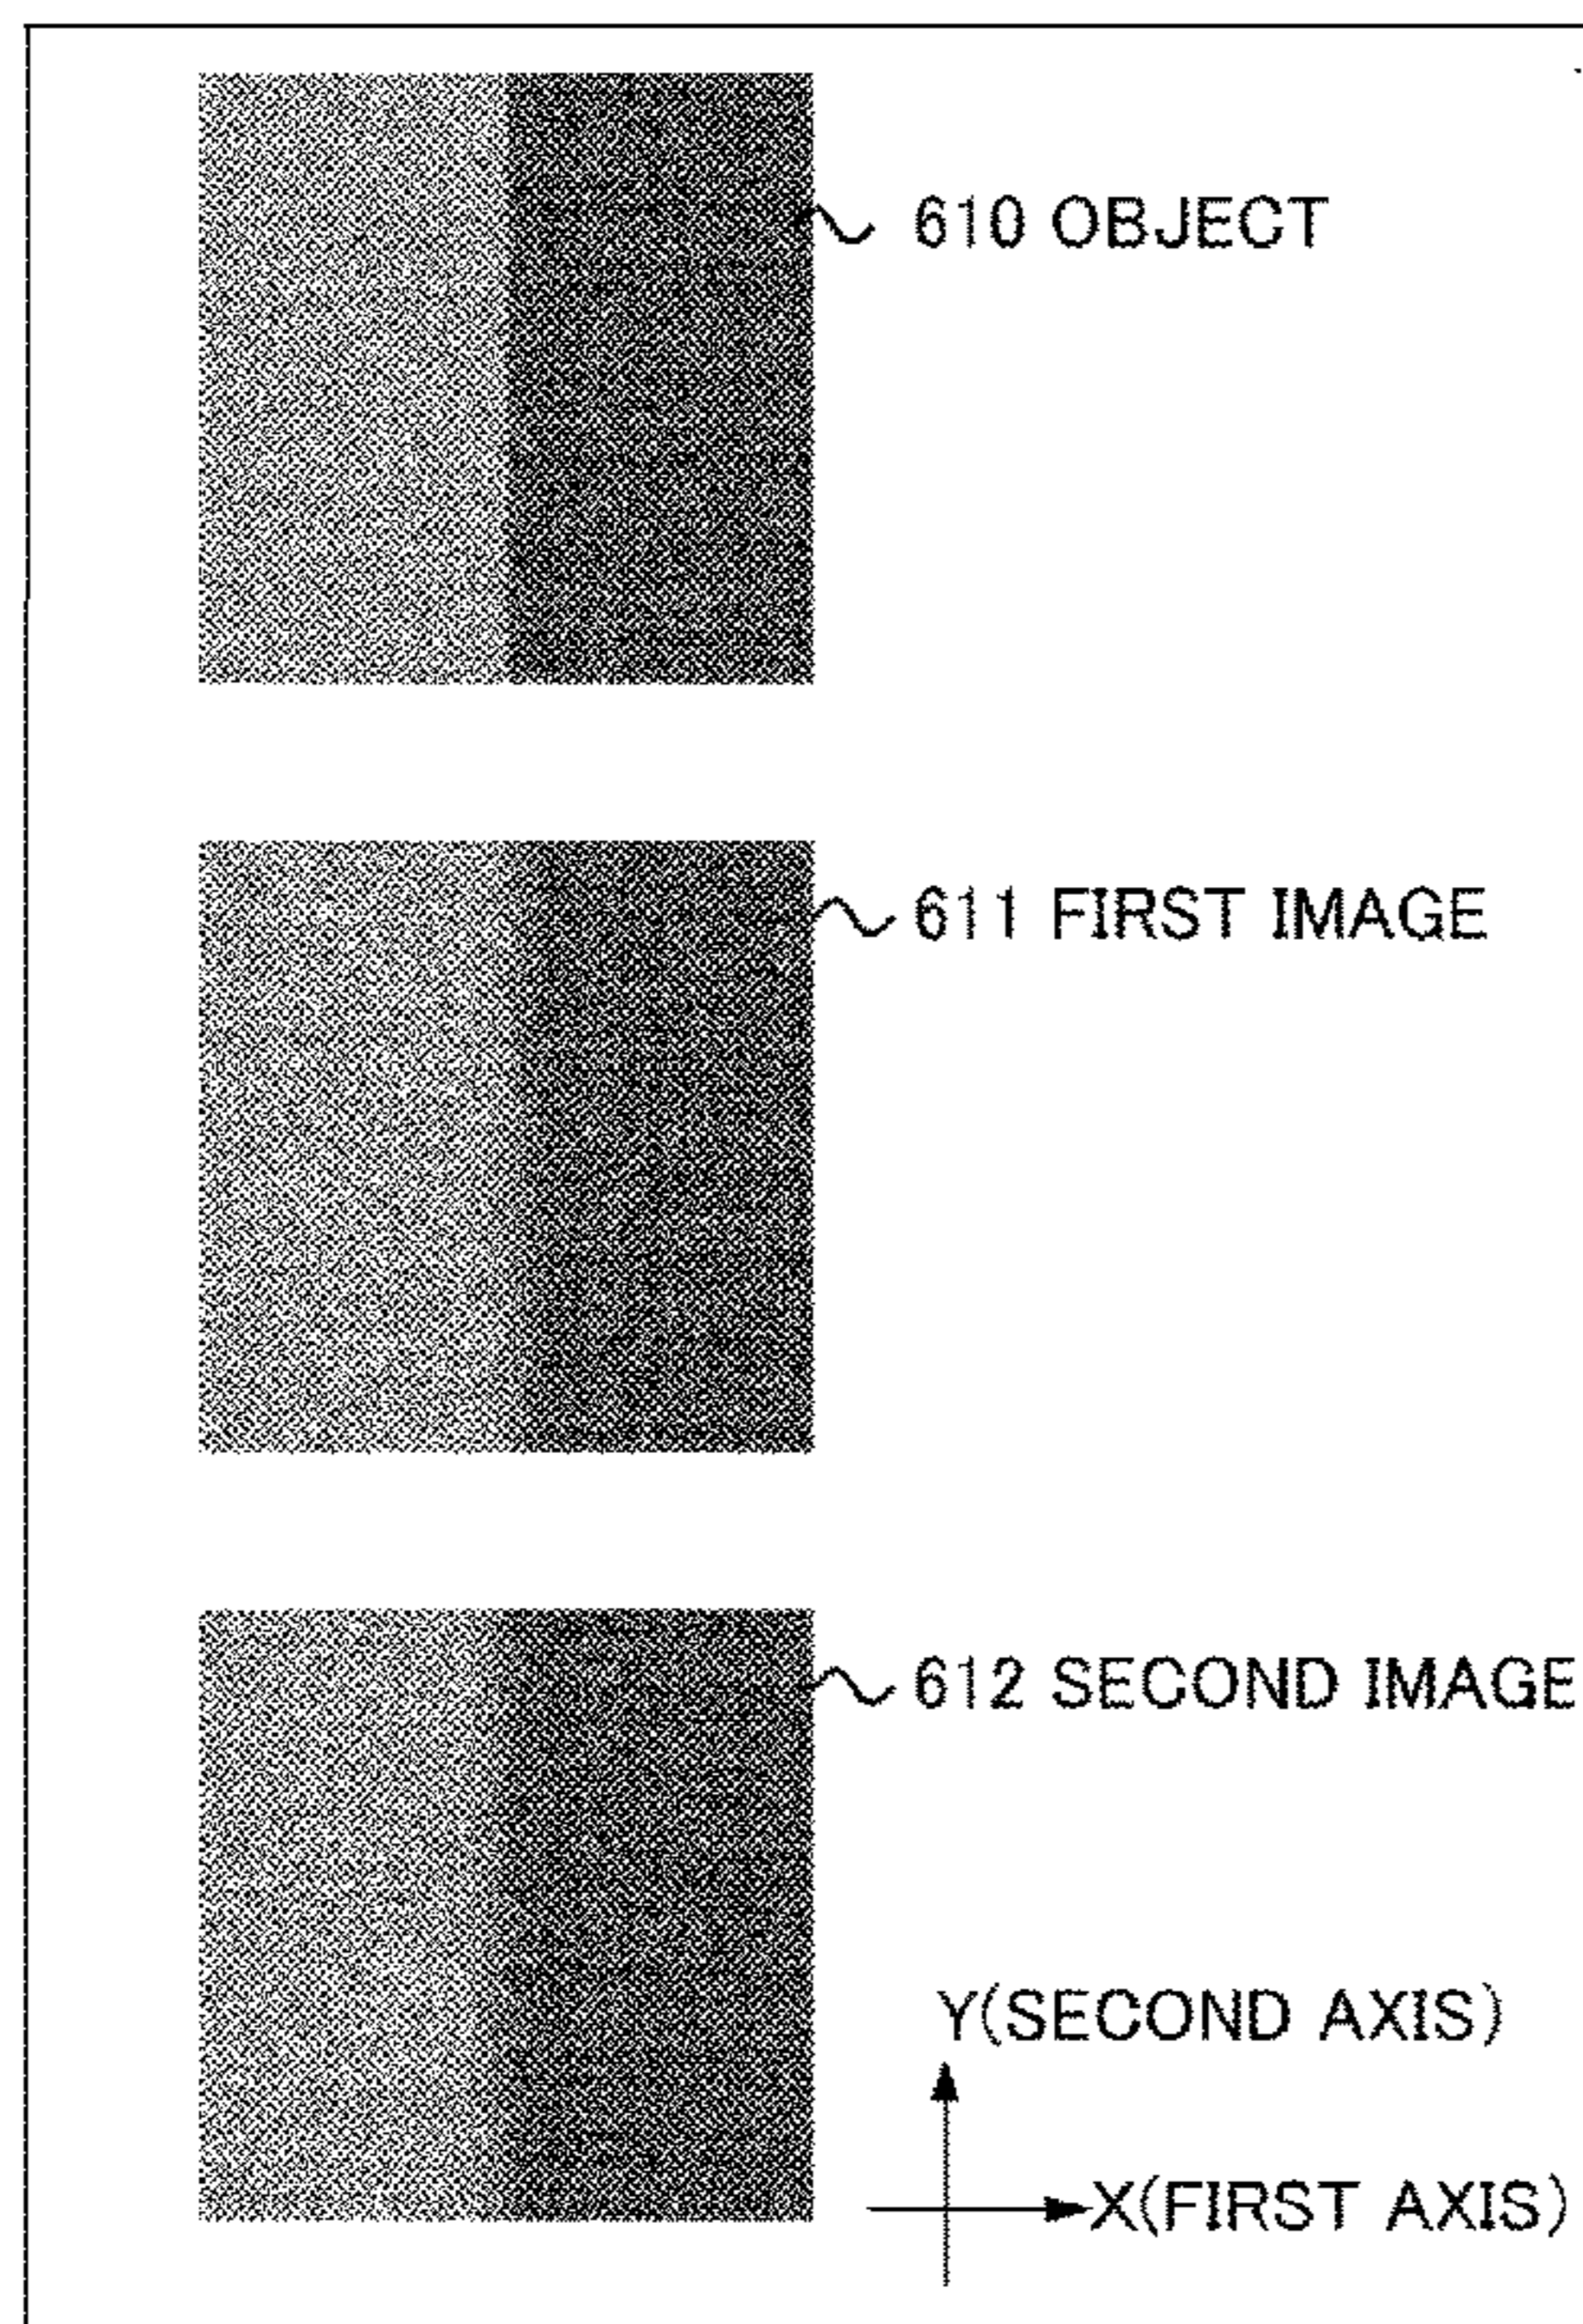 610 OBJECT
611 FIRST IMAGE
612 SECOND IMAGE
Y(SECOND AXIS)
X(FIRST AXIS)